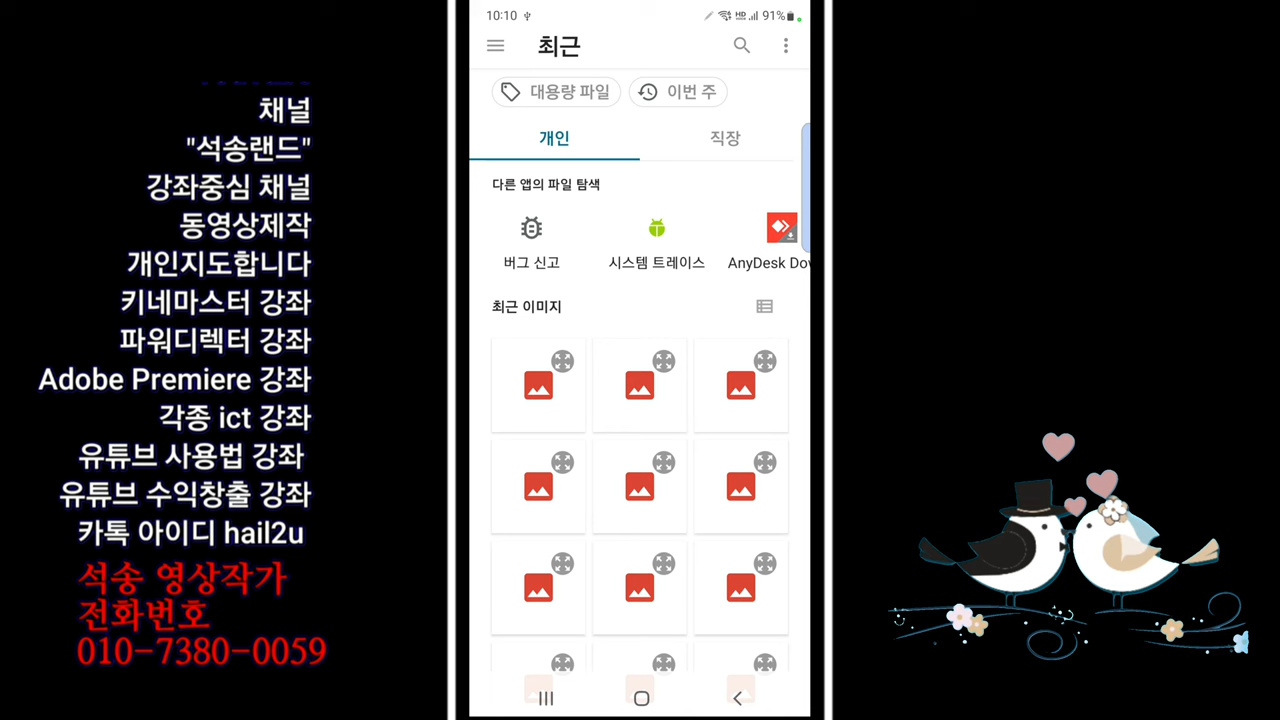 채널
"석송랜드"
강좌중심 채널
동영상제작
개인지도합니다
키네마스터 강좌
파워디렉터 강좌
Adobe Premiere 강좌
각종 ict 강좌
유튜브 사용법 강좌
유튜브 수익창출 강좌
카톡 아이디 hail2u
석송 영상작가
전화번호
010-7380-0059
10:10 91%
최근
대용량 파일 이번 주
개인 직장
다른 앱의 파일 탐색
버그 신고 시스템 트레이스 AnyDesk Dow
최근 이미지